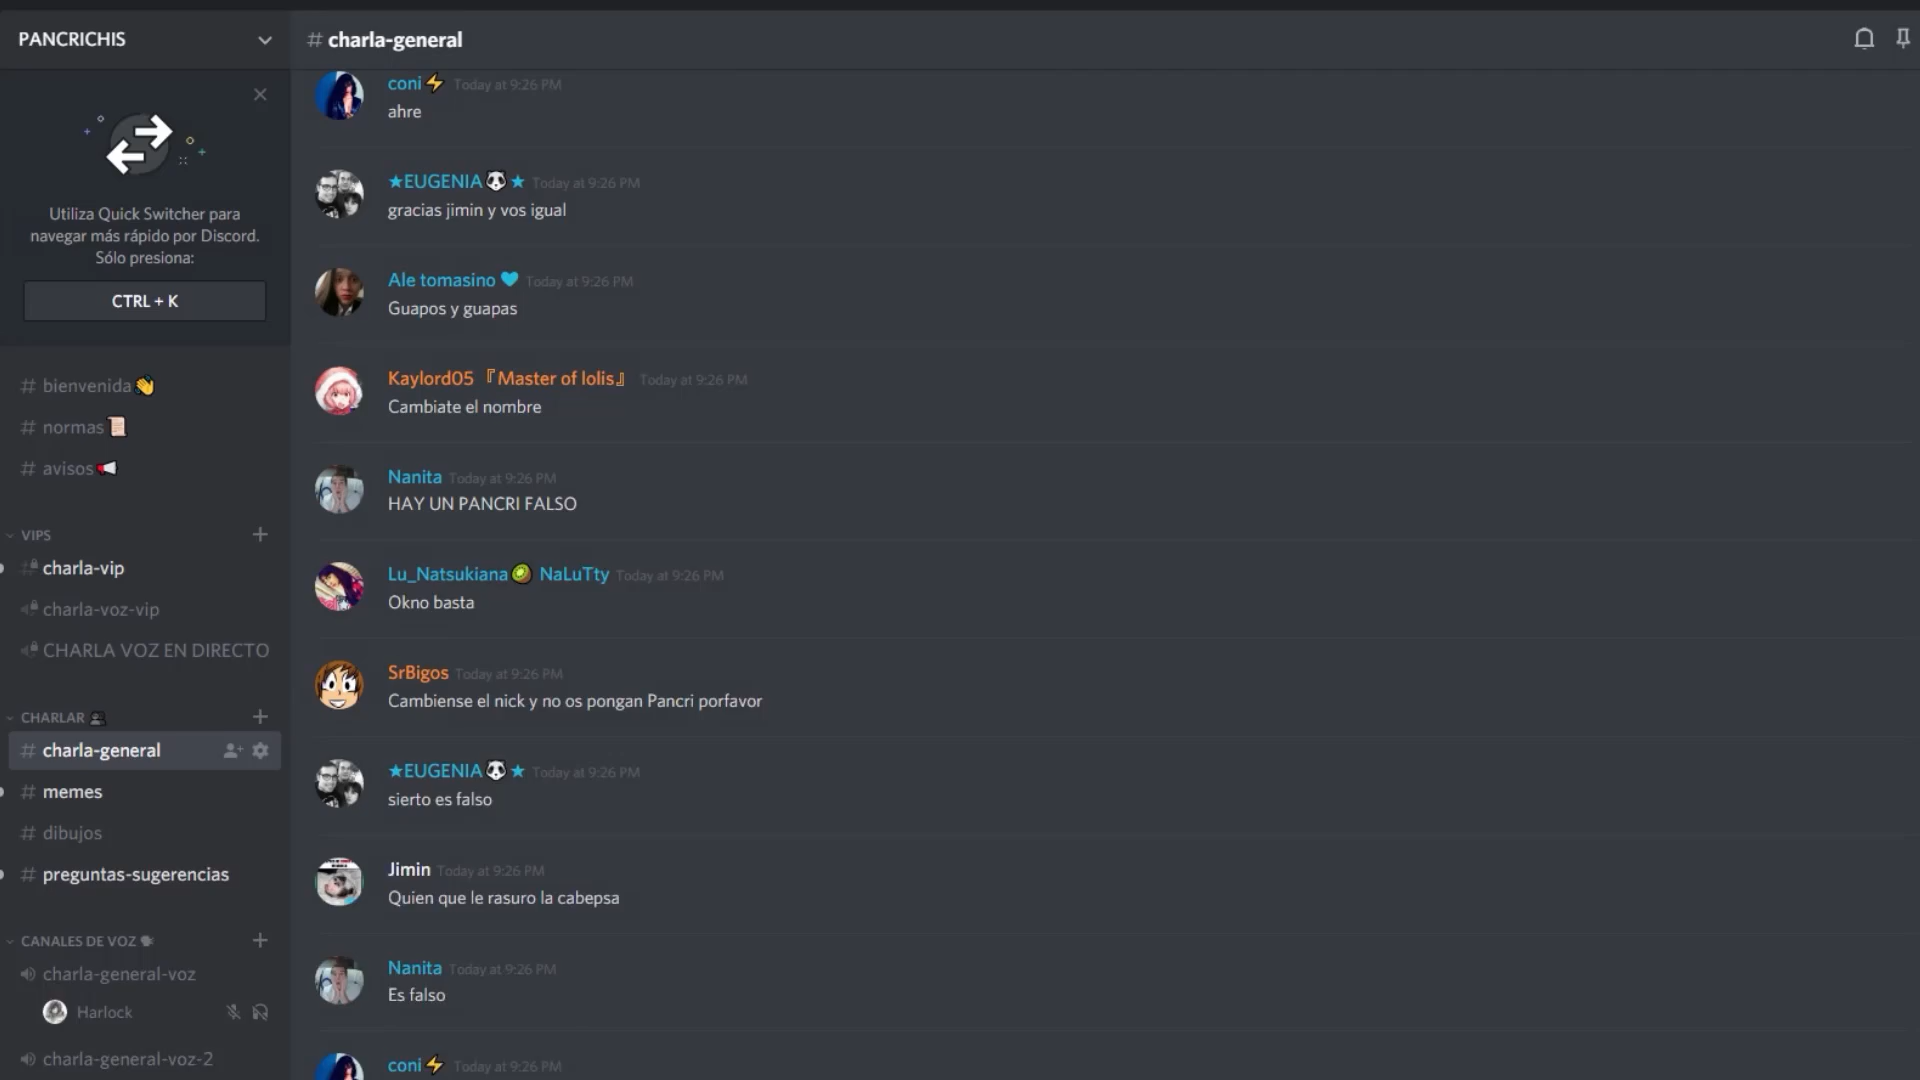 PANCRICHIS
Utiliza Quick Switcher para
navegar más rápido por Discord.
Sólo presiona:
CTRL + K
# bienvenida👋
# normas📜
# avisos📢
VIPS
charla-vip
charla-voz-vip
CHARLA VOZ EN DIRECTO
CHARLAR 👥
# charla-general
# memes
# dibujos
# preguntas-sugerencias
CANALES DE VOZ 🗣
charla-general-voz
Harlock
charla-general-voz-2
# charla-general
coni⚡ Today at 9:26 PM
ahre
★EUGENIA🐼★ Today at 9:26 PM
gracias jimin y vos igual
Ale tomasino ♥ Today at 9:26 PM
Guapos y guapas
Kaylord05 『Master of lolis』 Today at 9:26 PM
Cambiate el nombre
Nanita Today at 9:26 PM
HAY UN PANCRI FALSO
Lu_Natsukiana🥝 NaLuTty Today at 9:26 PM
Okno basta
SrBigos Today at 9:26 PM
Cambiense el nick y no os pongan Pancri porfavor
★EUGENIA🐼★ Today at 9:26 PM
sierto es falso
Jimin Today at 9:26 PM
Quien que le rasuro la cabepsa
Nanita Today at 9:26 PM
Es falso
coni⚡ Today at 9:26 PM